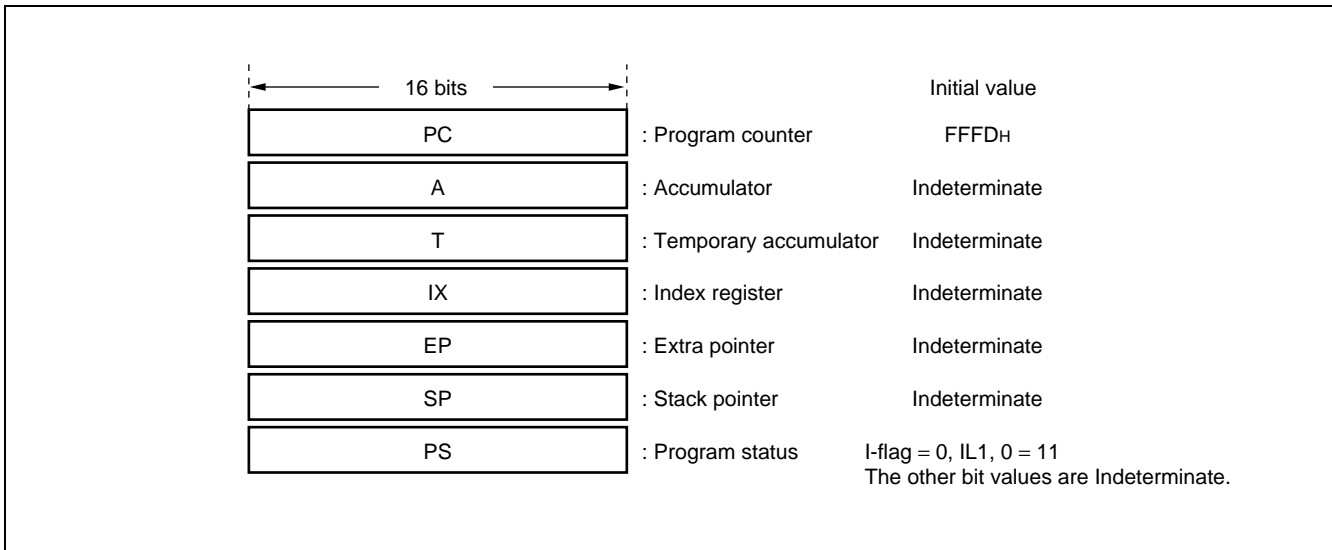 16 bits Initial value
PC : Program counter FFFDH
A : Accumulator Indeterminate
T : Temporary accumulator Indeterminate
IX : Index register Indeterminate
EP : Extra pointer Indeterminate
SP : Stack pointer Indeterminate
PS : Program status I-flag = 0, IL1, 0 = 11
The other bit values are Indeterminate.